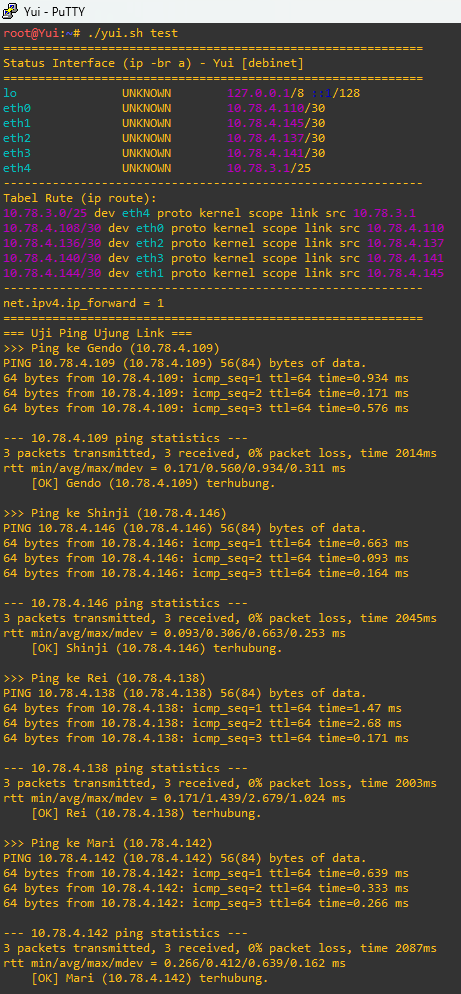 Yui - PuTTY
root@Yui:~# ./yui.sh test
==========================================================
Status Interface (ip -br a) - Yui [debinet]
==========================================================
lo UNKNOWN 127.0.0.1/8 ::1/128
eth0 UNKNOWN 10.78.4.110/30
eth1 UNKNOWN 10.78.4.145/30
eth2 UNKNOWN 10.78.4.137/30
eth3 UNKNOWN 10.78.4.141/30
eth4 UNKNOWN 10.78.3.1/25
----------------------------------------------------------
Tabel Rute (ip route):
10.78.3.0/25 dev eth4 proto kernel scope link src 10.78.3.1
10.78.4.108/30 dev eth0 proto kernel scope link src 10.78.4.110
10.78.4.136/30 dev eth2 proto kernel scope link src 10.78.4.137
10.78.4.140/30 dev eth3 proto kernel scope link src 10.78.4.141
10.78.4.144/30 dev eth1 proto kernel scope link src 10.78.4.145
----------------------------------------------------------
net.ipv4.ip_forward = 1
==========================================================
=== Uji Ping Ujung Link ===
>>> Ping ke Gendo (10.78.4.109)
PING 10.78.4.109 (10.78.4.109) 56(84) bytes of data.
64 bytes from 10.78.4.109: icmp_seq=1 ttl=64 time=0.934 ms
64 bytes from 10.78.4.109: icmp_seq=2 ttl=64 time=0.171 ms
64 bytes from 10.78.4.109: icmp_seq=3 ttl=64 time=0.576 ms
--- 10.78.4.109 ping statistics ---
3 packets transmitted, 3 received, 0% packet loss, time 2014ms
rtt min/avg/max/mdev = 0.171/0.560/0.934/0.311 ms
[OK] Gendo (10.78.4.109) terhubung.
>>> Ping ke Shinji (10.78.4.146)
PING 10.78.4.146 (10.78.4.146) 56(84) bytes of data.
64 bytes from 10.78.4.146: icmp_seq=1 ttl=64 time=0.663 ms
64 bytes from 10.78.4.146: icmp_seq=2 ttl=64 time=0.093 ms
64 bytes from 10.78.4.146: icmp_seq=3 ttl=64 time=0.164 ms
--- 10.78.4.146 ping statistics ---
3 packets transmitted, 3 received, 0% packet loss, time 2045ms
rtt min/avg/max/mdev = 0.093/0.306/0.663/0.253 ms
[OK] Shinji (10.78.4.146) terhubung.
>>> Ping ke Rei (10.78.4.138)
PING 10.78.4.138 (10.78.4.138) 56(84) bytes of data.
64 bytes from 10.78.4.138: icmp_seq=1 ttl=64 time=1.47 ms
64 bytes from 10.78.4.138: icmp_seq=2 ttl=64 time=2.68 ms
64 bytes from 10.78.4.138: icmp_seq=3 ttl=64 time=0.171 ms
--- 10.78.4.138 ping statistics ---
3 packets transmitted, 3 received, 0% packet loss, time 2003ms
rtt min/avg/max/mdev = 0.171/1.439/2.679/1.024 ms
[OK] Rei (10.78.4.138) terhubung.
>>> Ping ke Mari (10.78.4.142)
PING 10.78.4.142 (10.78.4.142) 56(84) bytes of data.
64 bytes from 10.78.4.142: icmp_seq=1 ttl=64 time=0.639 ms
64 bytes from 10.78.4.142: icmp_seq=2 ttl=64 time=0.333 ms
64 bytes from 10.78.4.142: icmp_seq=3 ttl=64 time=0.266 ms
--- 10.78.4.142 ping statistics ---
3 packets transmitted, 3 received, 0% packet loss, time 2087ms
rtt min/avg/max/mdev = 0.266/0.412/0.639/0.162 ms
[OK] Mari (10.78.4.142) terhubung.